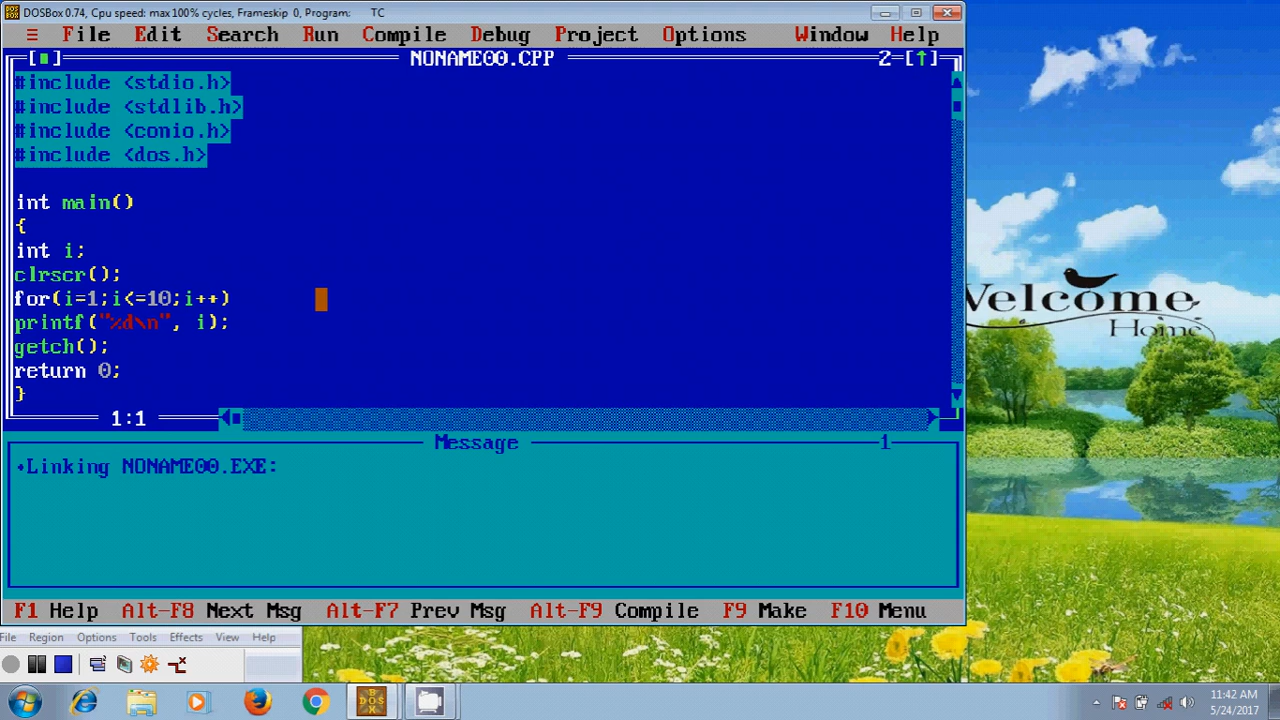 DOSBox 0.74, Cpu speed: max 100% cycles, Frameskip 0, Program: TC
≡ File Edit Search Run Compile Debug Project Options Window Help
[■] NONAME00.CPP 2=[↑]
#include <stdio.h>
#include <stdlib.h>
#include <conio.h>
#include <dos.h>
int main()
{
int i;
clrscr();
for(i=1;i<=10;i++)
printf("%d\n", i);
getch();
return 0;
}
1:1
Message 1
•Linking NONAME00.EXE:
F1 Help Alt-F8 Next Msg Alt-F7 Prev Msg Alt-F9 Compile F9 Make F10 Menu
Welcome
Home
File Region Options Tools Effects View Help
11:42 AM
5/24/2017